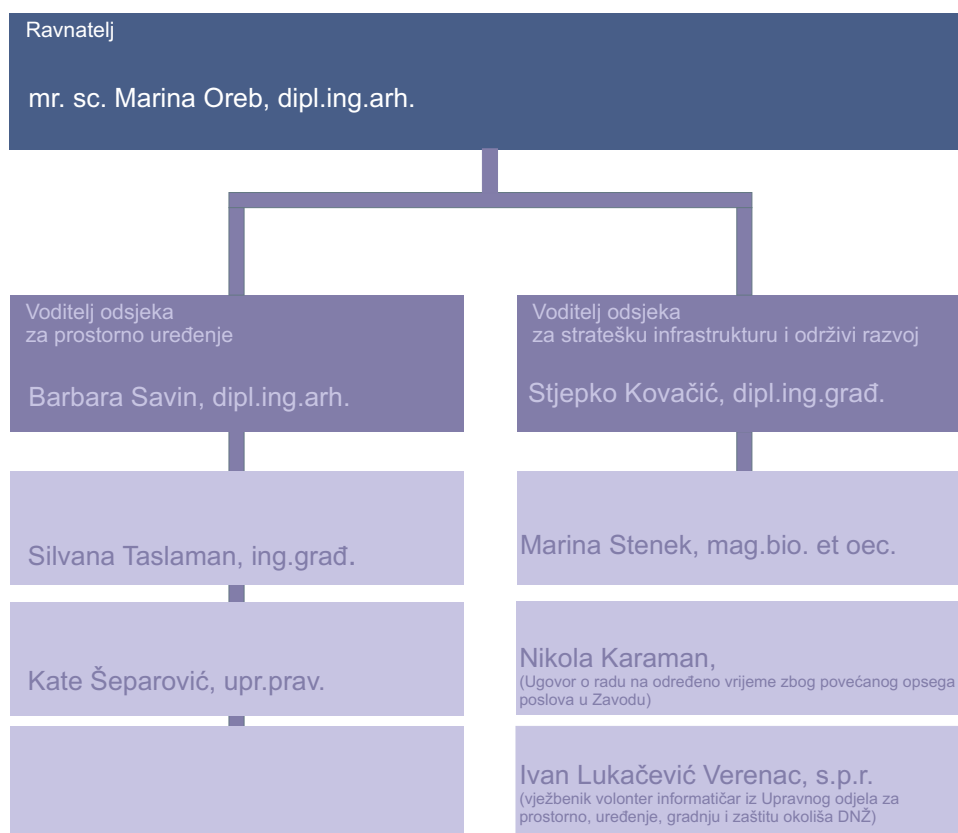 Ravnatelj
mr. sc. Marina Oreb, dipl.ing.arh.
Voditelj odsjeka
za prostorno uređenje
Barbara Savin, dipl.ing.arh.
Silvana Taslaman, ing.građ.
Kate Šeparović, upr.prav.
Voditelj odsjeka
za stratešku infrastrukturu i održivi razvoj
Stjepko Kovačić, dipl.ing.građ.
Marina Stenek, mag.bio. et oec.
Nikola Karaman,
(Ugovor o radu na određeno vrijeme zbog povećanog opsega
poslova u Zavodu)
Ivan Lukačević Verenac, s.p.r.
(vježbenik volonter informatičar iz Upravnog odjela za
prostorno, uređenje, gradnju i zaštitu okoliša DNŽ)